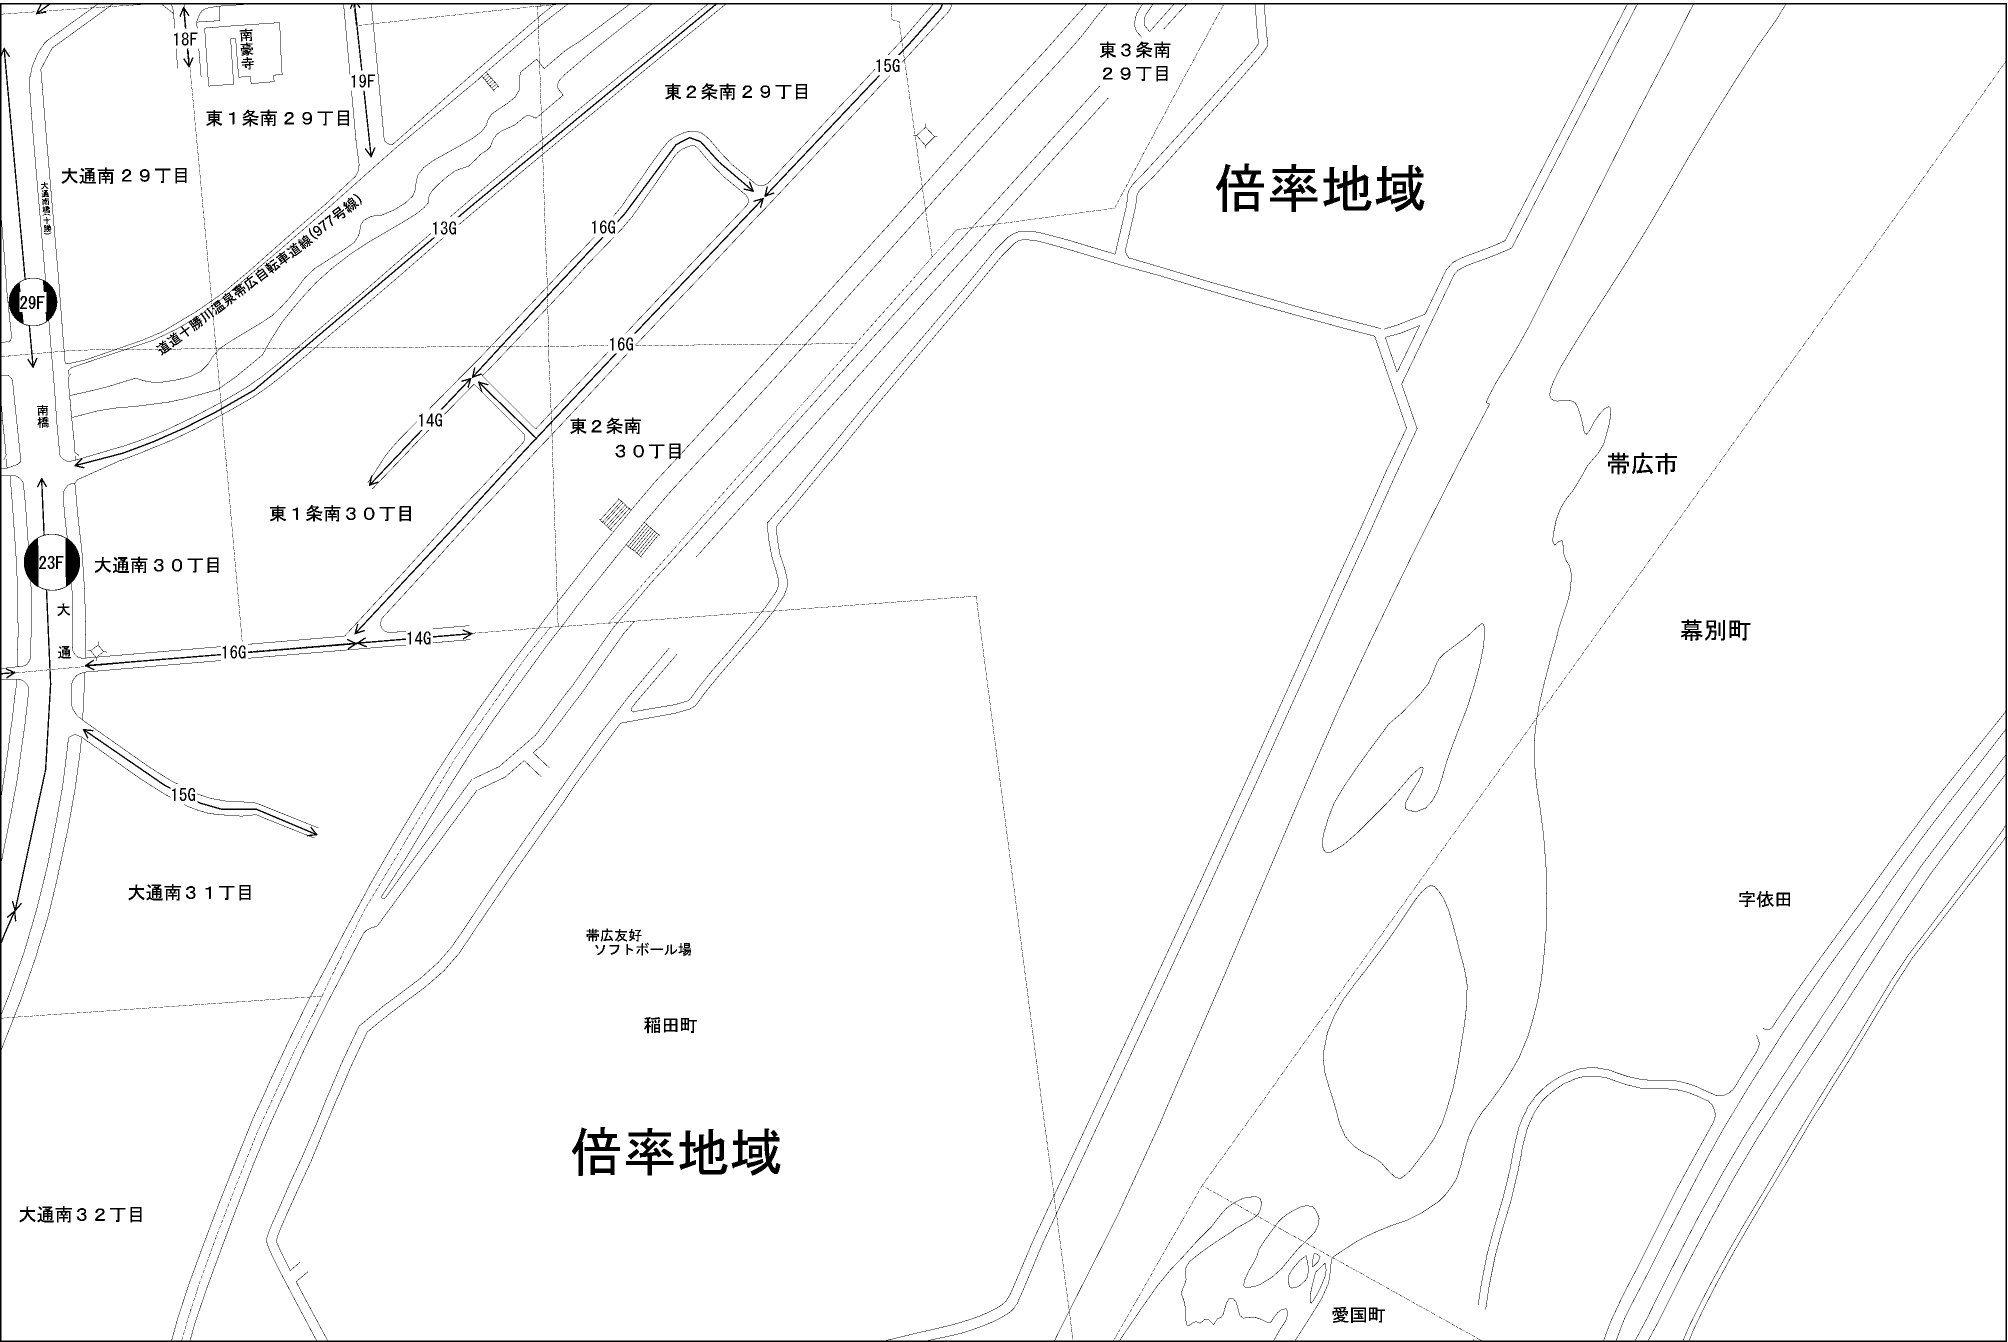 18F
南豪寺
19F
東３条南
２９丁目
15G
東２条南２９丁目
東１条南２９丁目
大通南２９丁目
倍率地域
大通南橋(十勝)
道道十勝川温泉帯広自転車道線(977号線)
13G
16G
29F
16G
南橋
14G
東２条南
３０丁目
帯広市
東１条南３０丁目
23F
大通南３０丁目
大通
幕別町
16G
14G
15G
大通南３１丁目
字依田
帯広友好
ソフトボール場
稲田町
倍率地域
大通南３２丁目
愛国町